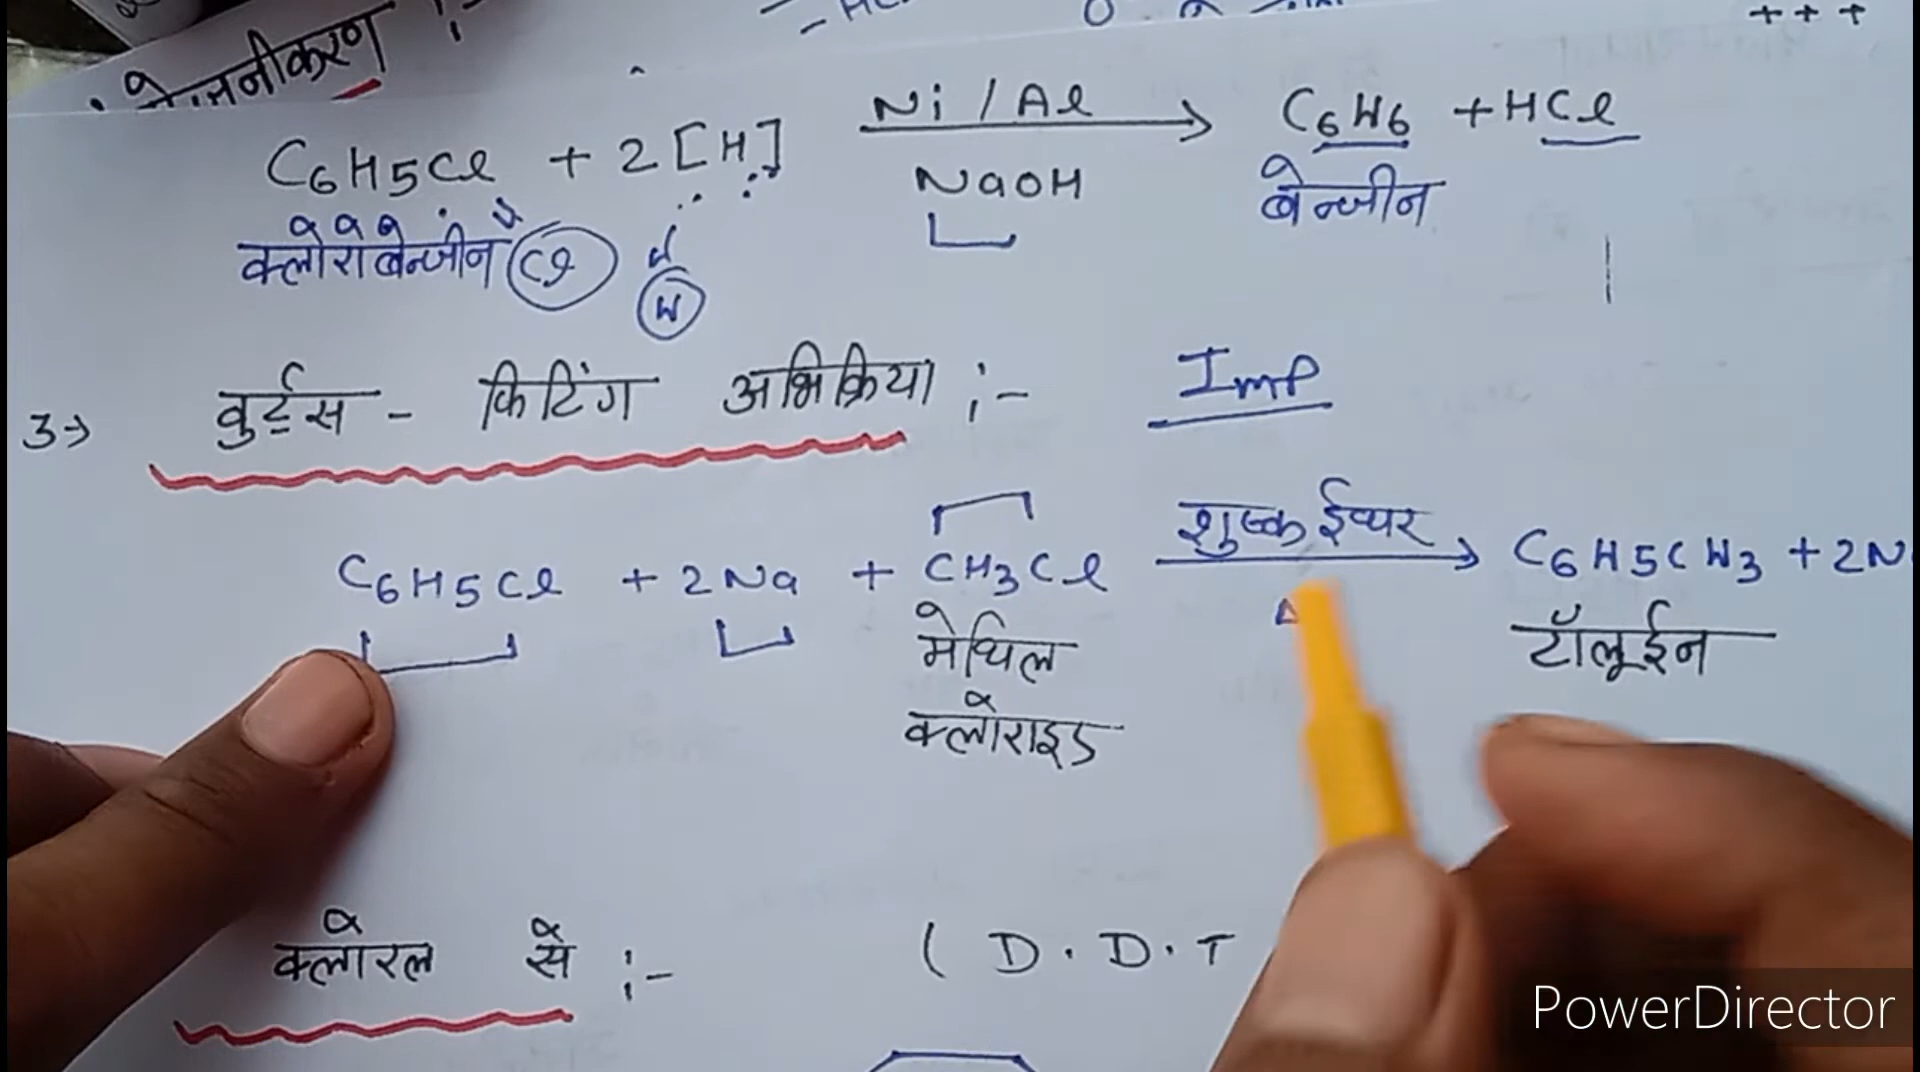 + + +
C6H5Cl + 2[H] Ni/Al NaOH C6H6 + HCl
क्लोरोबेन्जीन Cl H H बेन्जीन
3→ वुर्ट्स - फिटिंग अभिक्रिया :- Imp
C6H5Cl + 2Na + CH3Cl शुष्क ईथर Δ C6H5CH3 + 2N
मेथिल टॉलूईन
क्लोराइड
क्लोरल से :- ( D.D.T
PowerDirector